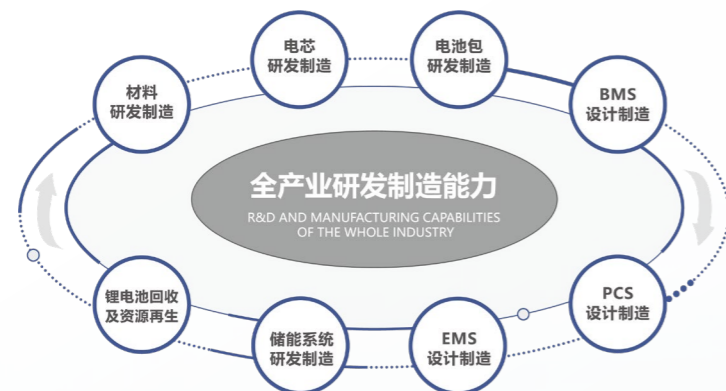 电芯
研发制造
电池包
研发制造
材料
研发制造
BMS
设计制造
全产业研发制造能力
R&D AND MANUFACTURING CAPABILITIES
OF THE WHOLE INDUSTRY
锂电池回收
及资源再生
PCS
设计制造
储能系统
研发制造
EMS
设计制造